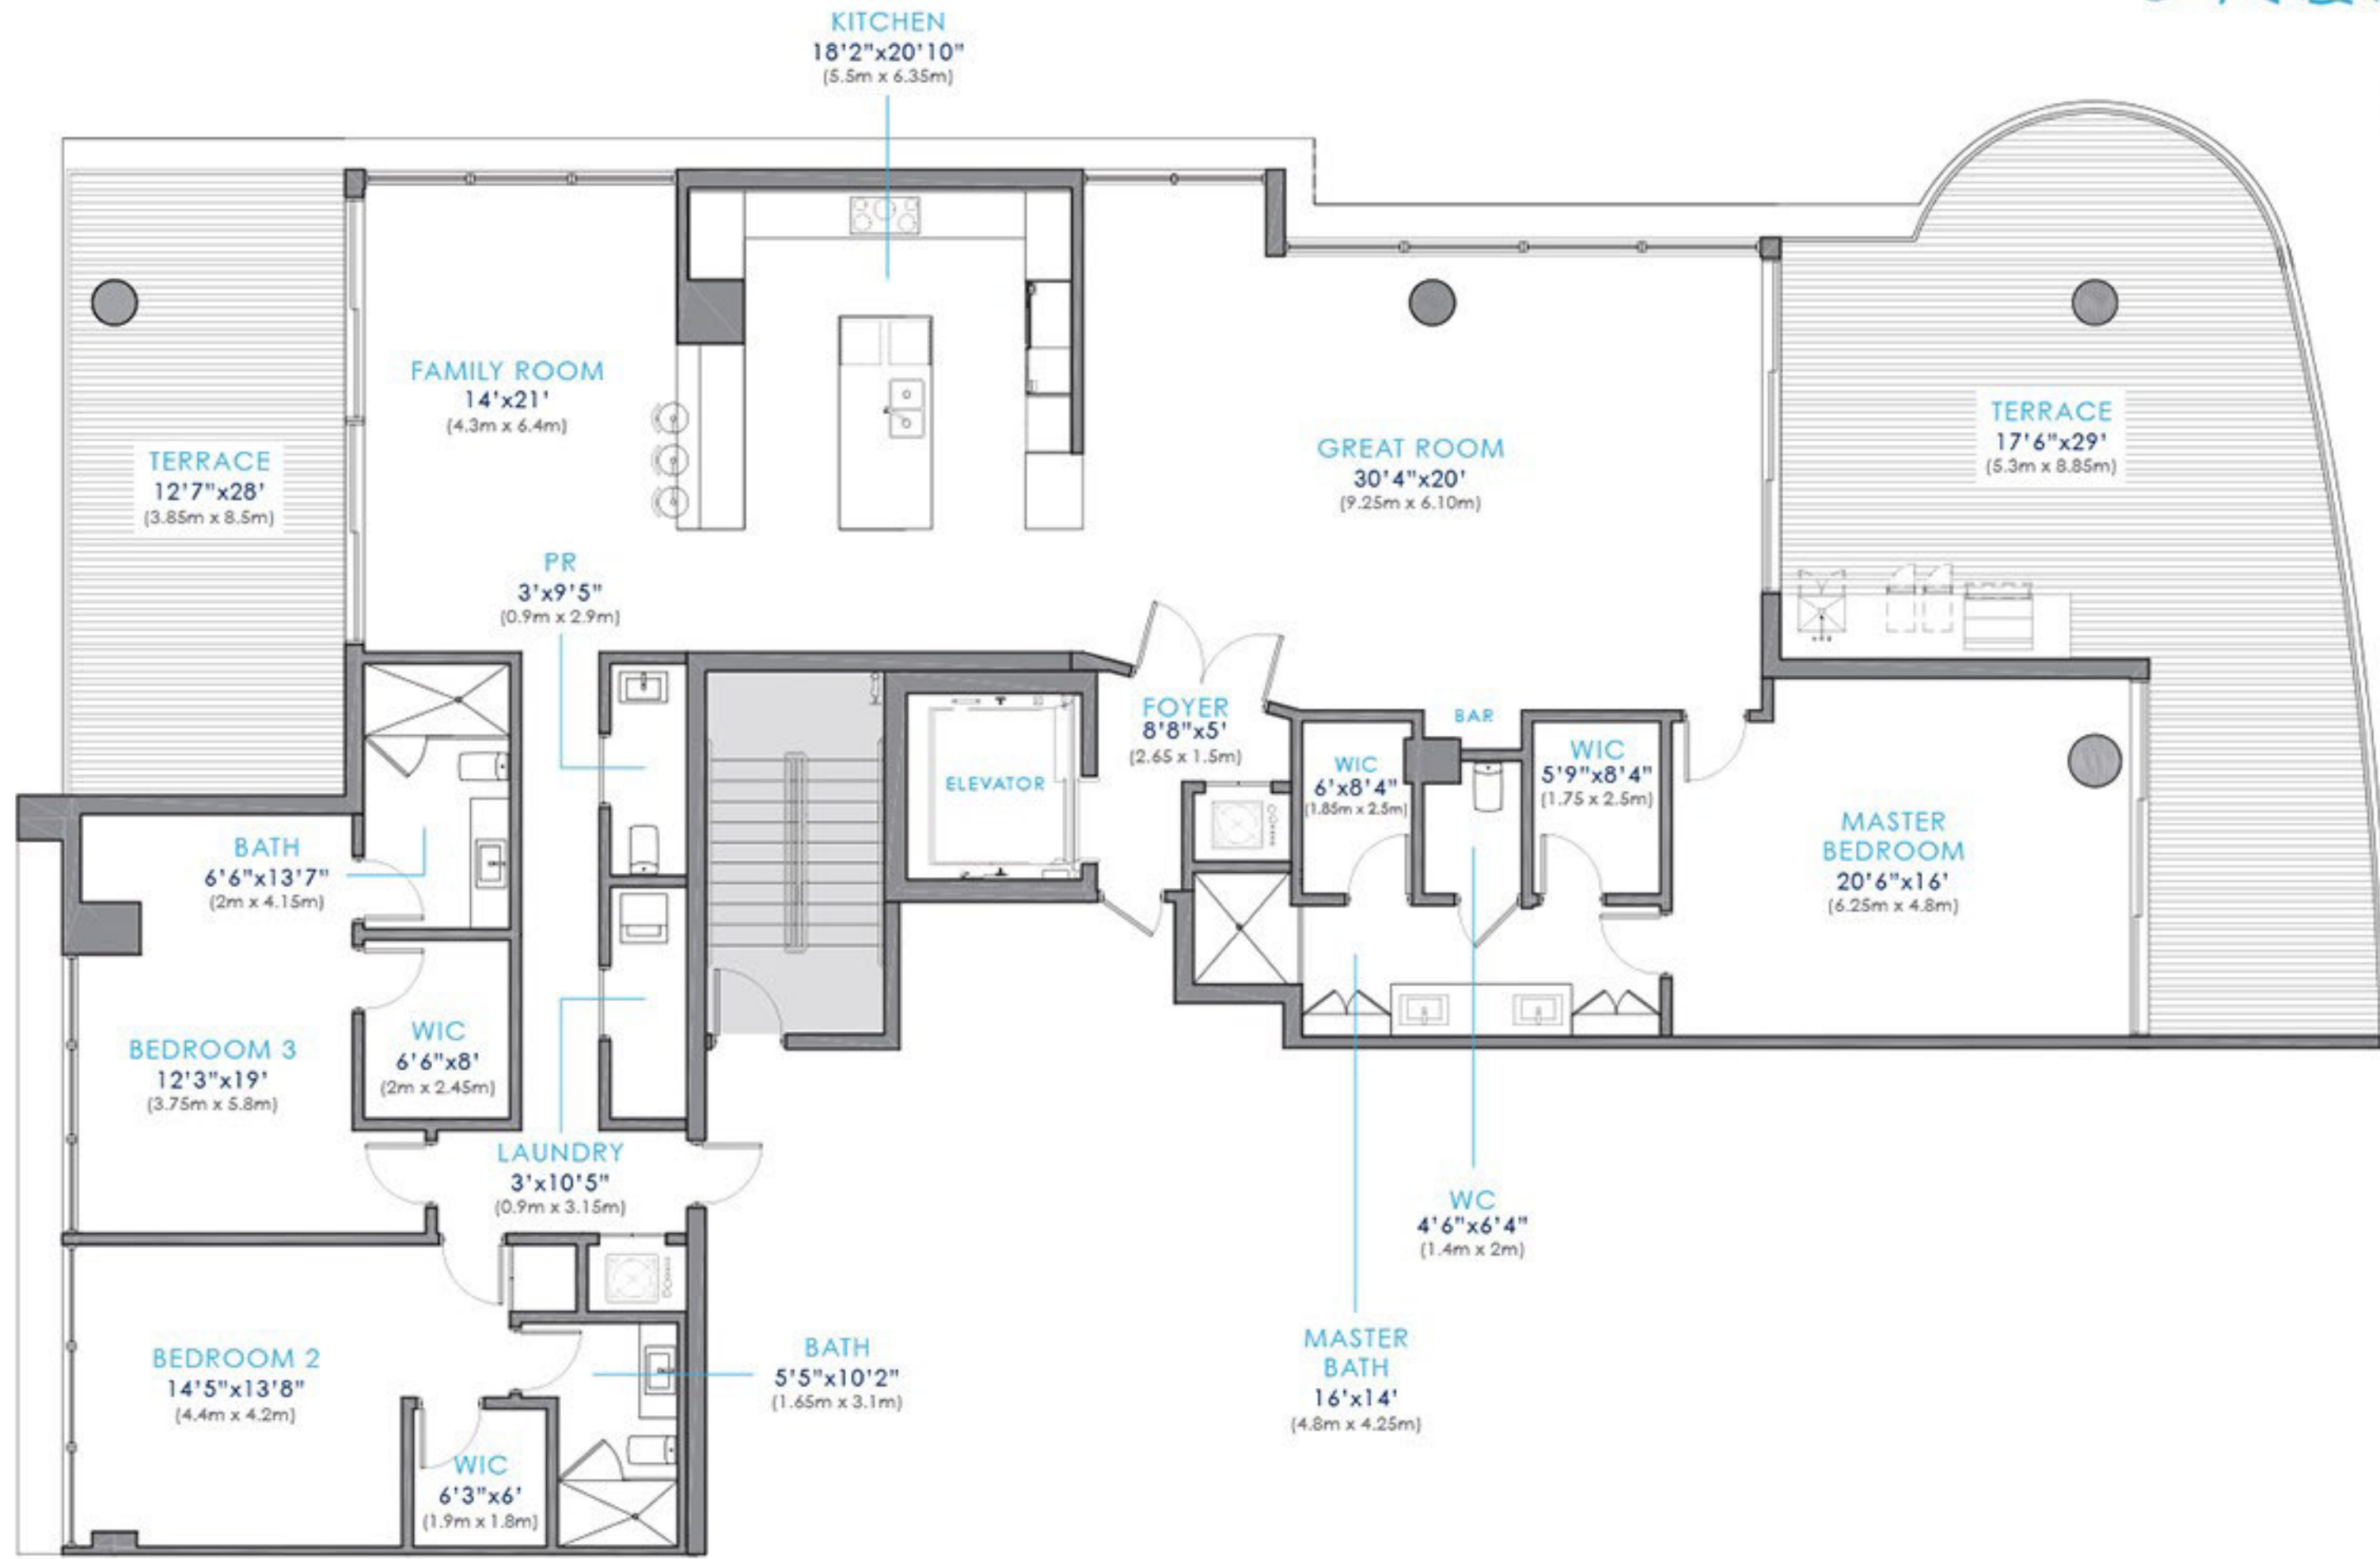 KITCHEN
18'2"x20'10"
(5.5m x 6.35m)
FAMILY ROOM
14'x21'
(4.3m x 6.4m)
TERRACE
12'7"x28'
(3.85m x 8.5m)
GREAT ROOM
30'4"x20'
(9.25m x 6.10m)
TERRACE
17'6"x29'
(5.3m x 8.85m)
PR
3'x9'5"
(0.9m x 2.9m)
FOYER
8'8"x5'
(2.65 x 1.5m)
BAR
ELEVATOR
WIC
6'x8'4"
(1.85m x 2.5m)
WIC
5'9"x8'4"
(1.75 x 2.5m)
MASTER
BEDROOM
20'6"x16'
(6.25m x 4.8m)
BATH
6'6"x13'7"
(2m x 4.15m)
WIC
6'6"x8'
(2m x 2.45m)
BEDROOM 3
12'3"x19'
(3.75m x 5.8m)
LAUNDRY
3'x10'5"
(0.9m x 3.15m)
WC
4'6"x6'4"
(1.4m x 2m)
BEDROOM 2
14'5"x13'8"
(4.4m x 4.2m)
BATH
5'5"x10'2"
(1.65m x 3.1m)
MASTER
BATH
16'x14'
(4.8m x 4.25m)
WIC
6'3"x6'
(1.9m x 1.8m)